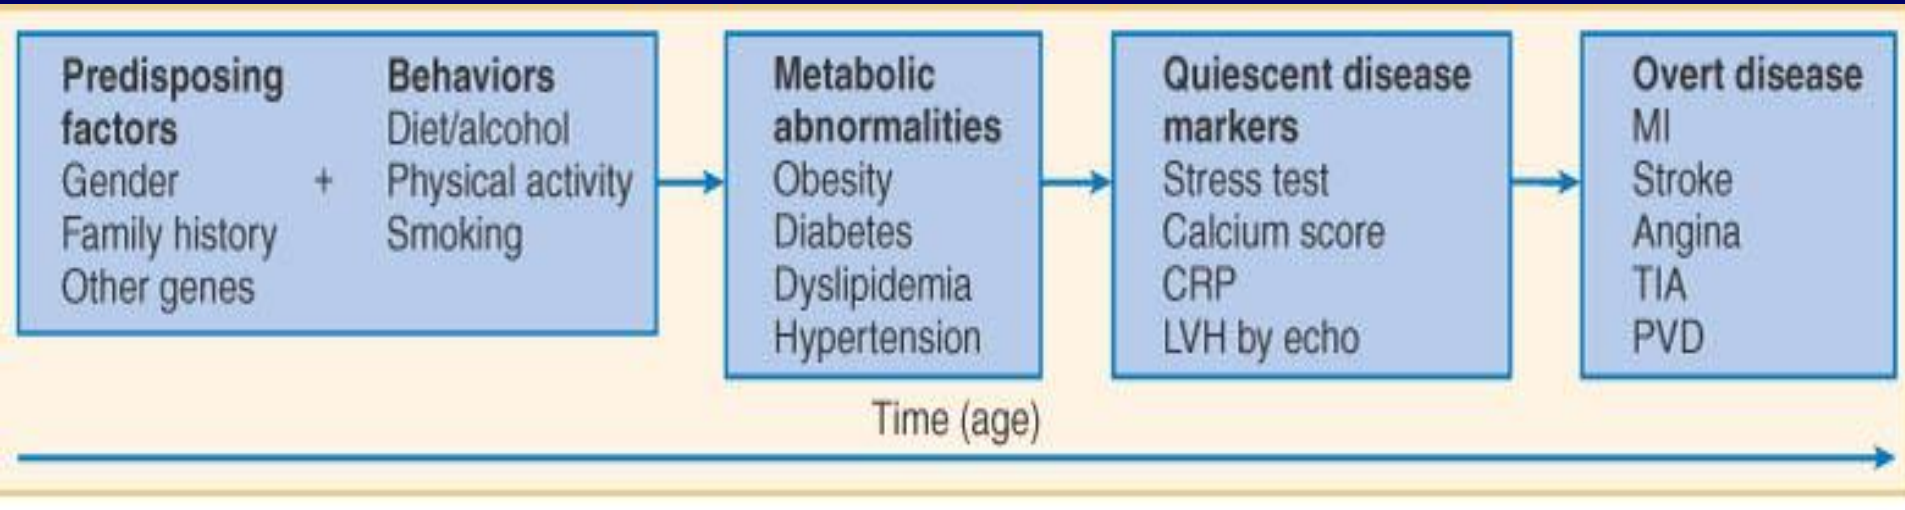 Predisposing
factors
Gender
Family history
Other genes
+
Behaviors
Diet/alcohol
Physical activity
Smoking
Metabolic
abnormalities
Obesity
Diabetes
Dyslipidemia
Hypertension
Quiescent disease
markers
Stress test
Calcium score
CRP
LVH by echo
Overt disease
MI
Stroke
Angina
TIA
PVD
Time (age)